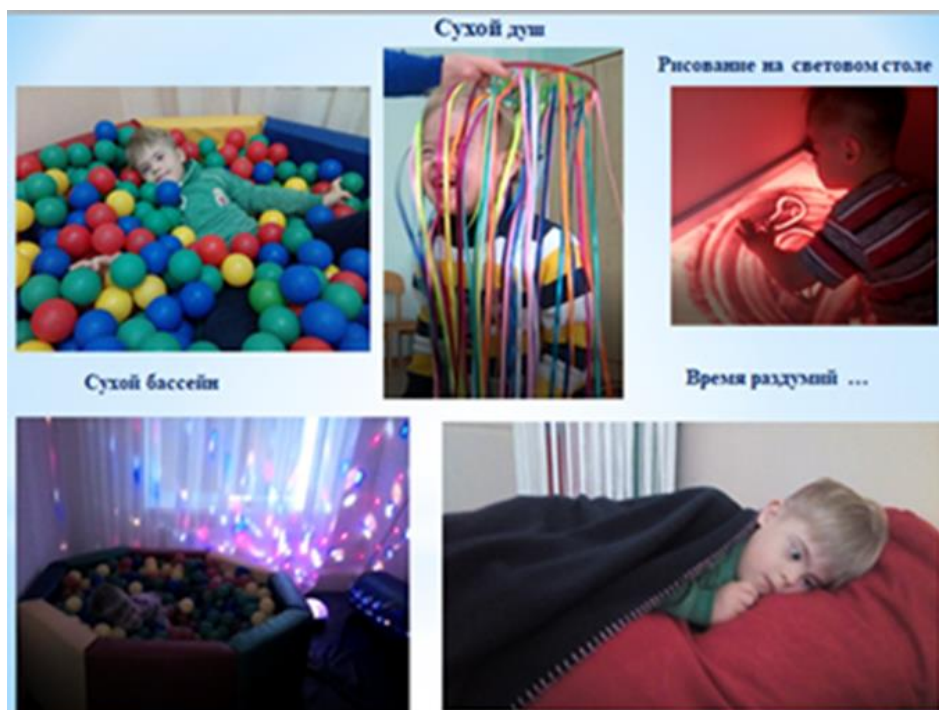 Сухой душ
Рисование на световом столе
Сухой бассейн
Время раздумий …